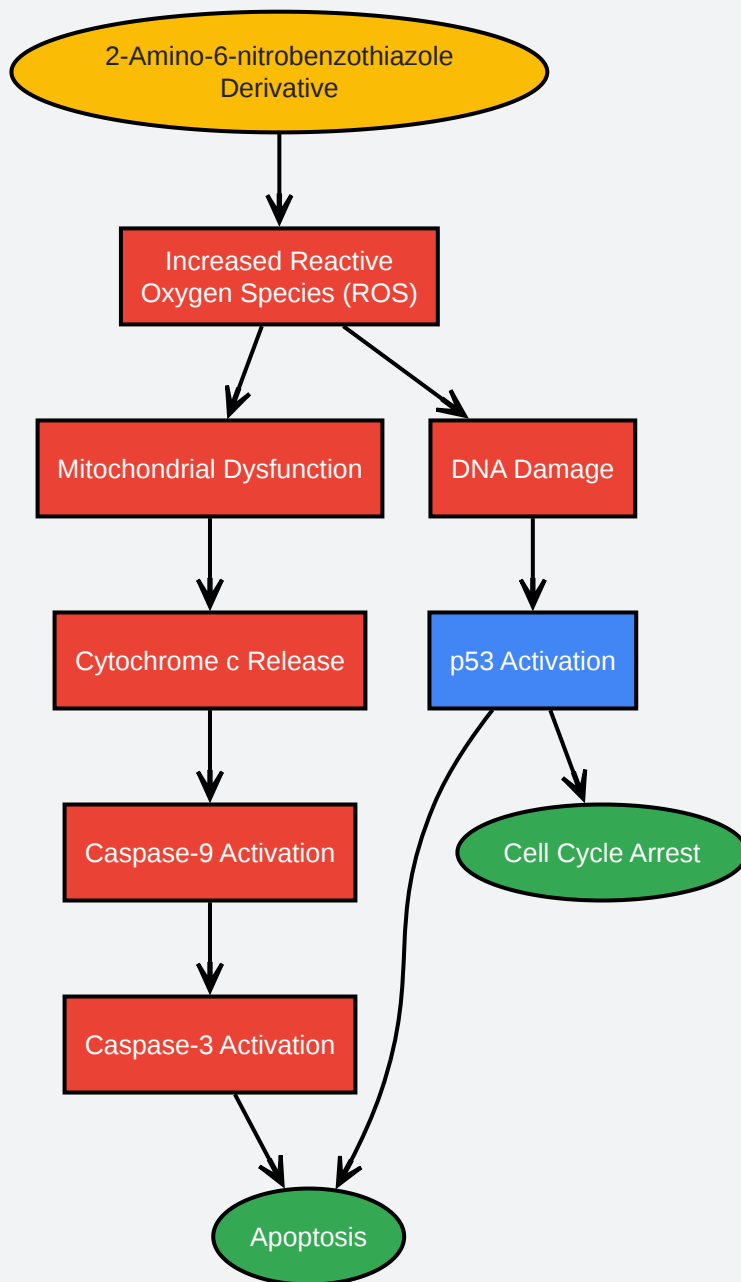 2-Amino-6-nitrobenzothiazole
Derivative
Increased Reactive
Oxygen Species (ROS)
Mitochondrial Dysfunction
DNA Damage
Cytochrome c Release
p53 Activation
Caspase-9 Activation
Cell Cycle Arrest
Caspase-3 Activation
Apoptosis